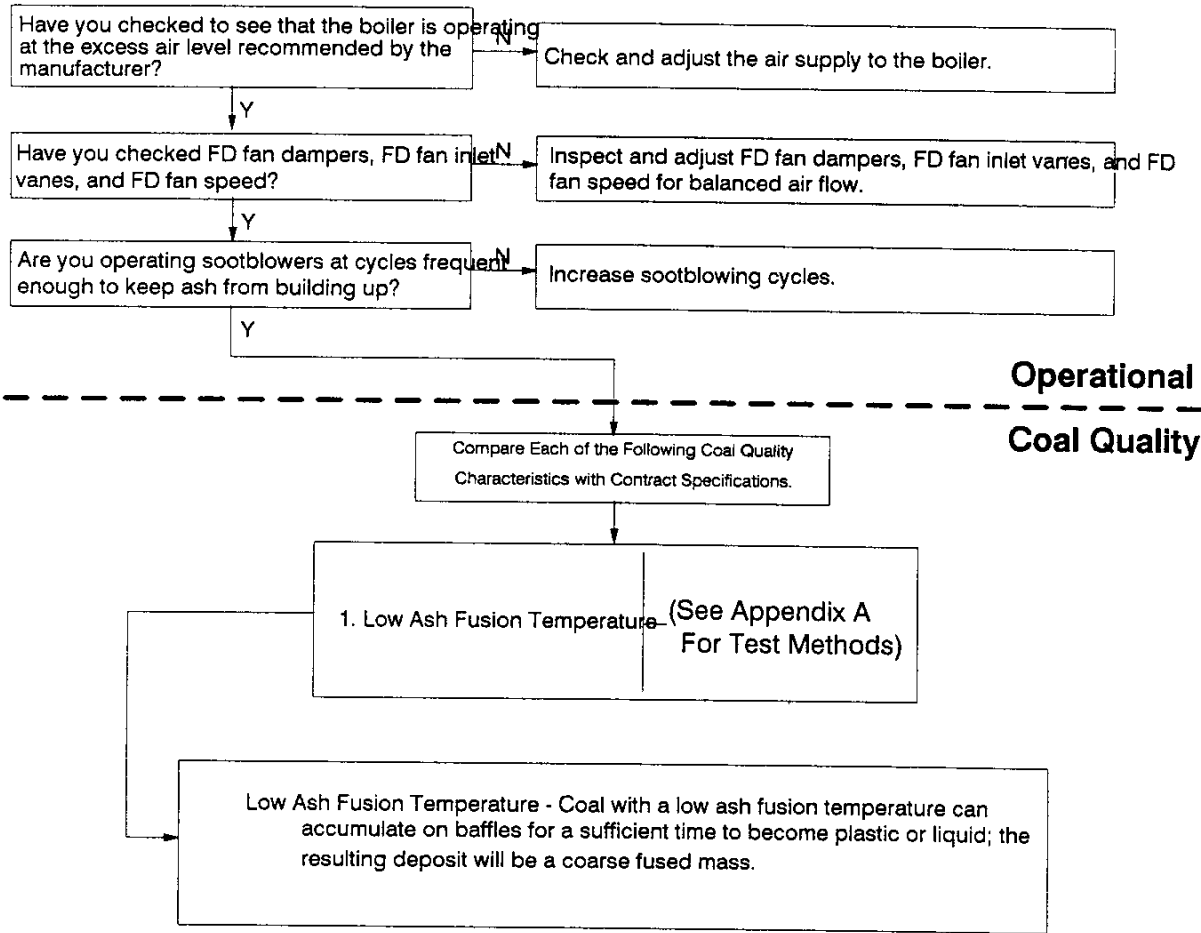 Have you checked to see that the boiler is operating
at the excess air level recommended by the
manufacturer?
N
Check and adjust the air supply to the boiler.
Y
Have you checked FD fan dampers, FD fan inlet
vanes, and FD fan speed?
N
Inspect and adjust FD fan dampers, FD fan inlet vanes, and FD
fan speed for balanced air flow.
Y
Are you operating sootblowers at cycles frequent
enough to keep ash from building up?
N
Increase sootblowing cycles.
Y
Operational
Coal Quality
Compare Each of the Following Coal Quality
Characteristics with Contract Specifications.
1. Low Ash Fusion Temperature
(See Appendix A
For Test Methods)
Low Ash Fusion Temperature - Coal with a low ash fusion temperature can
accumulate on baffles for a sufficient time to become plastic or liquid; the
resulting deposit will be a coarse fused mass.